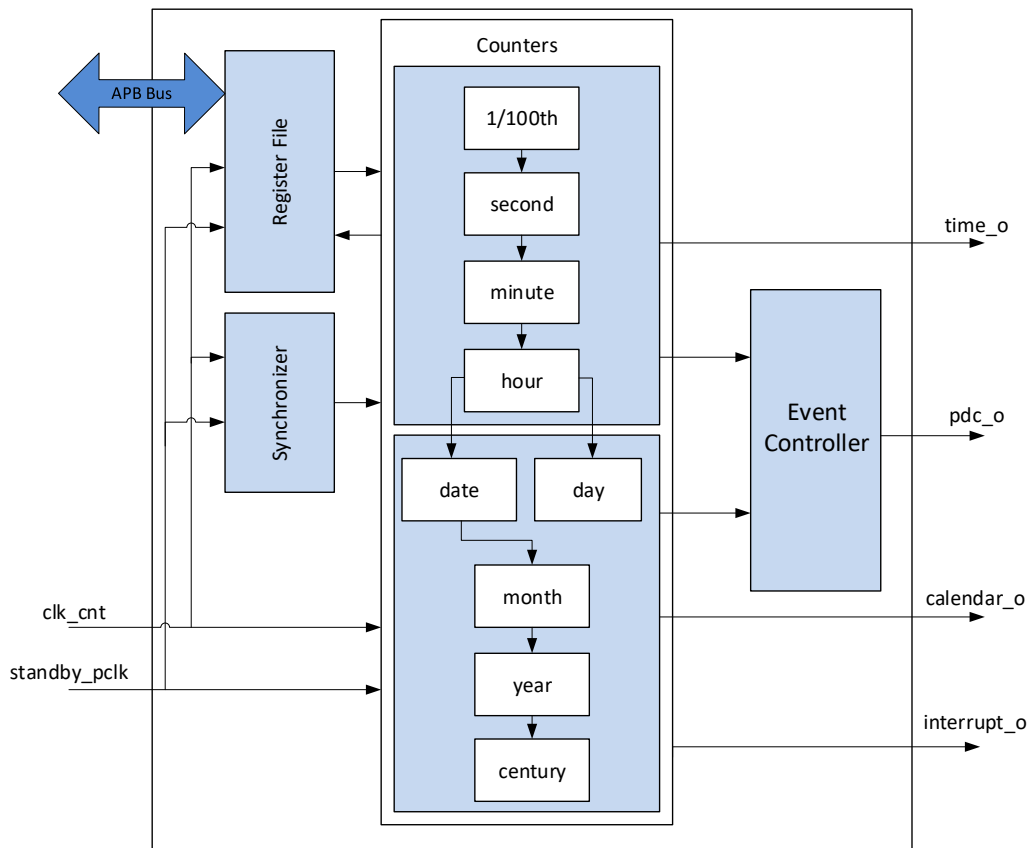 Counters
APB Bus
Register File
1/100th
second
minute
hour
time_o
Synchronizer
Event
Controller
pdc_o
date
day
month
year
century
clk_cnt
standby_pclk
calendar_o
interrupt_o